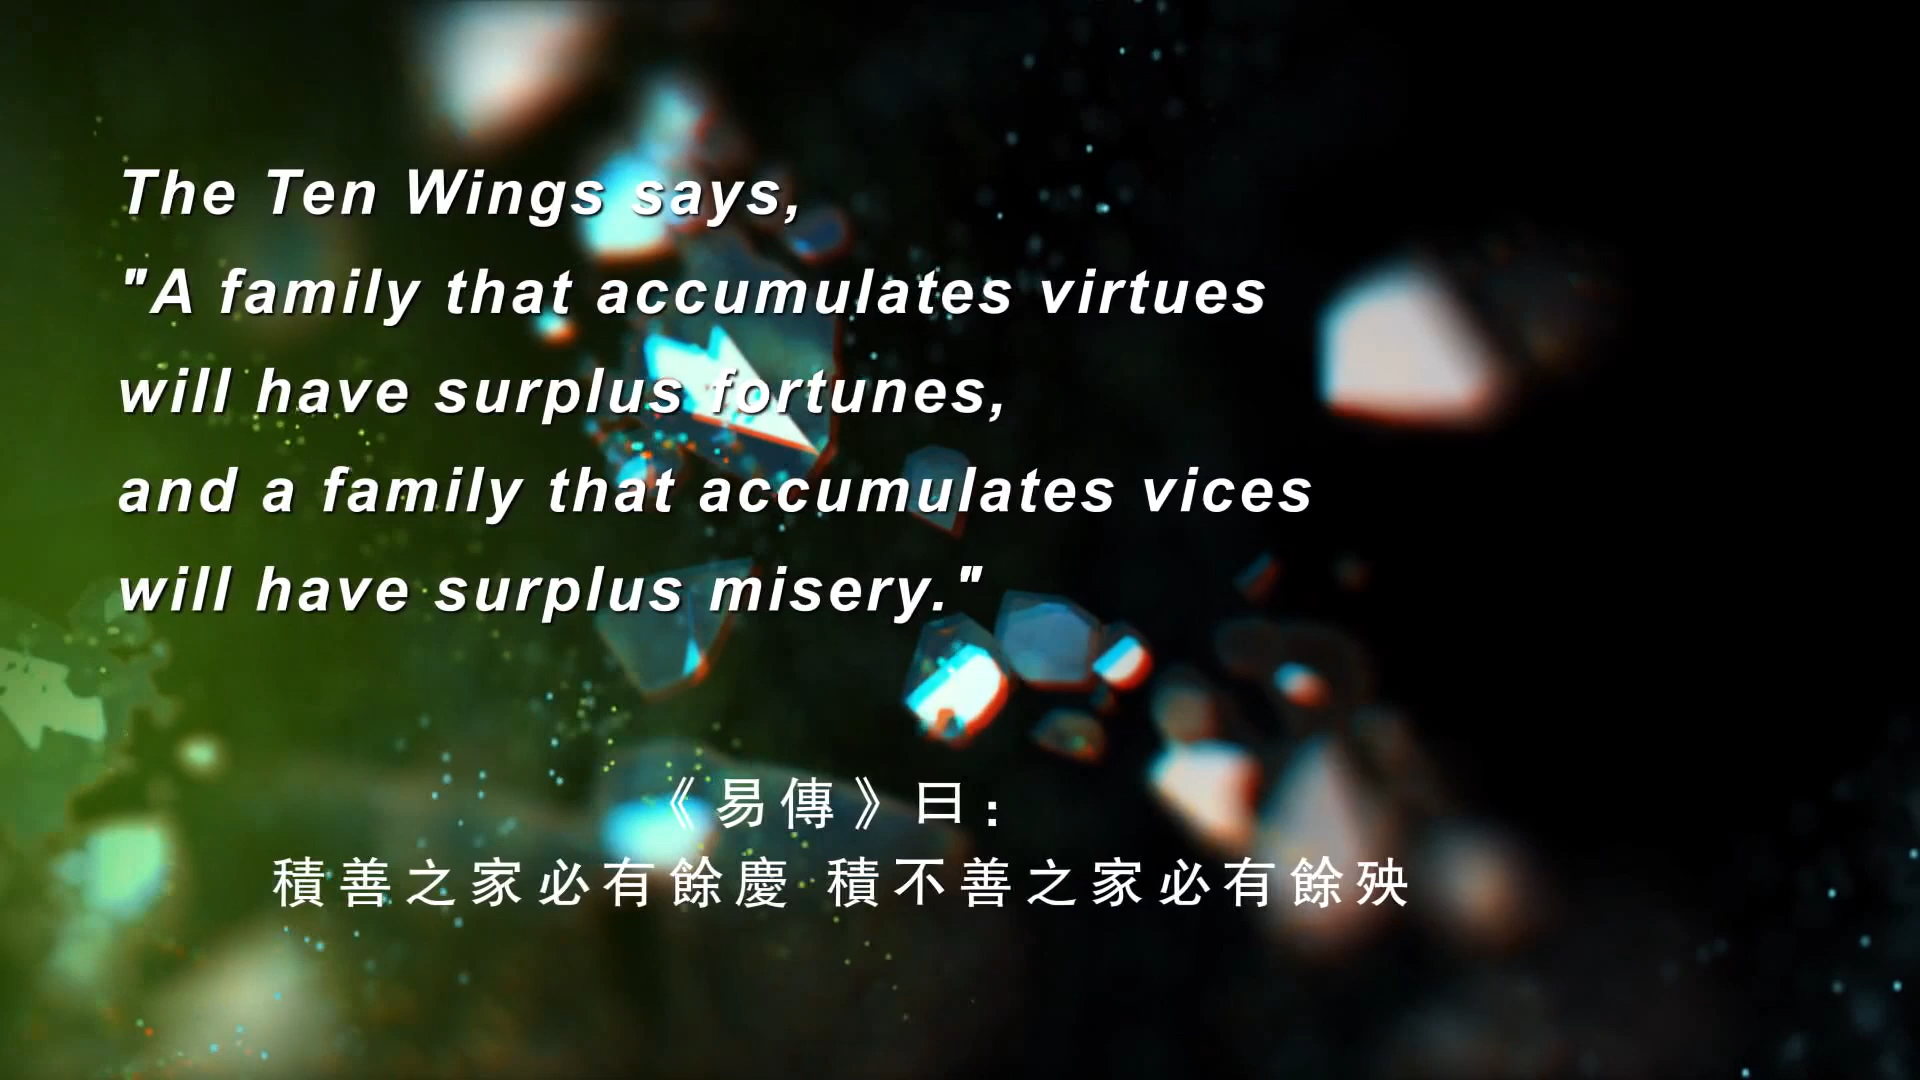 The Ten Wings says,
"A family that accumulates virtues
will have surplus fortunes,
and a family that accumulates vices
will have surplus misery."
《易傳》曰：
積善之家必有餘慶 積不善之家必有餘殃